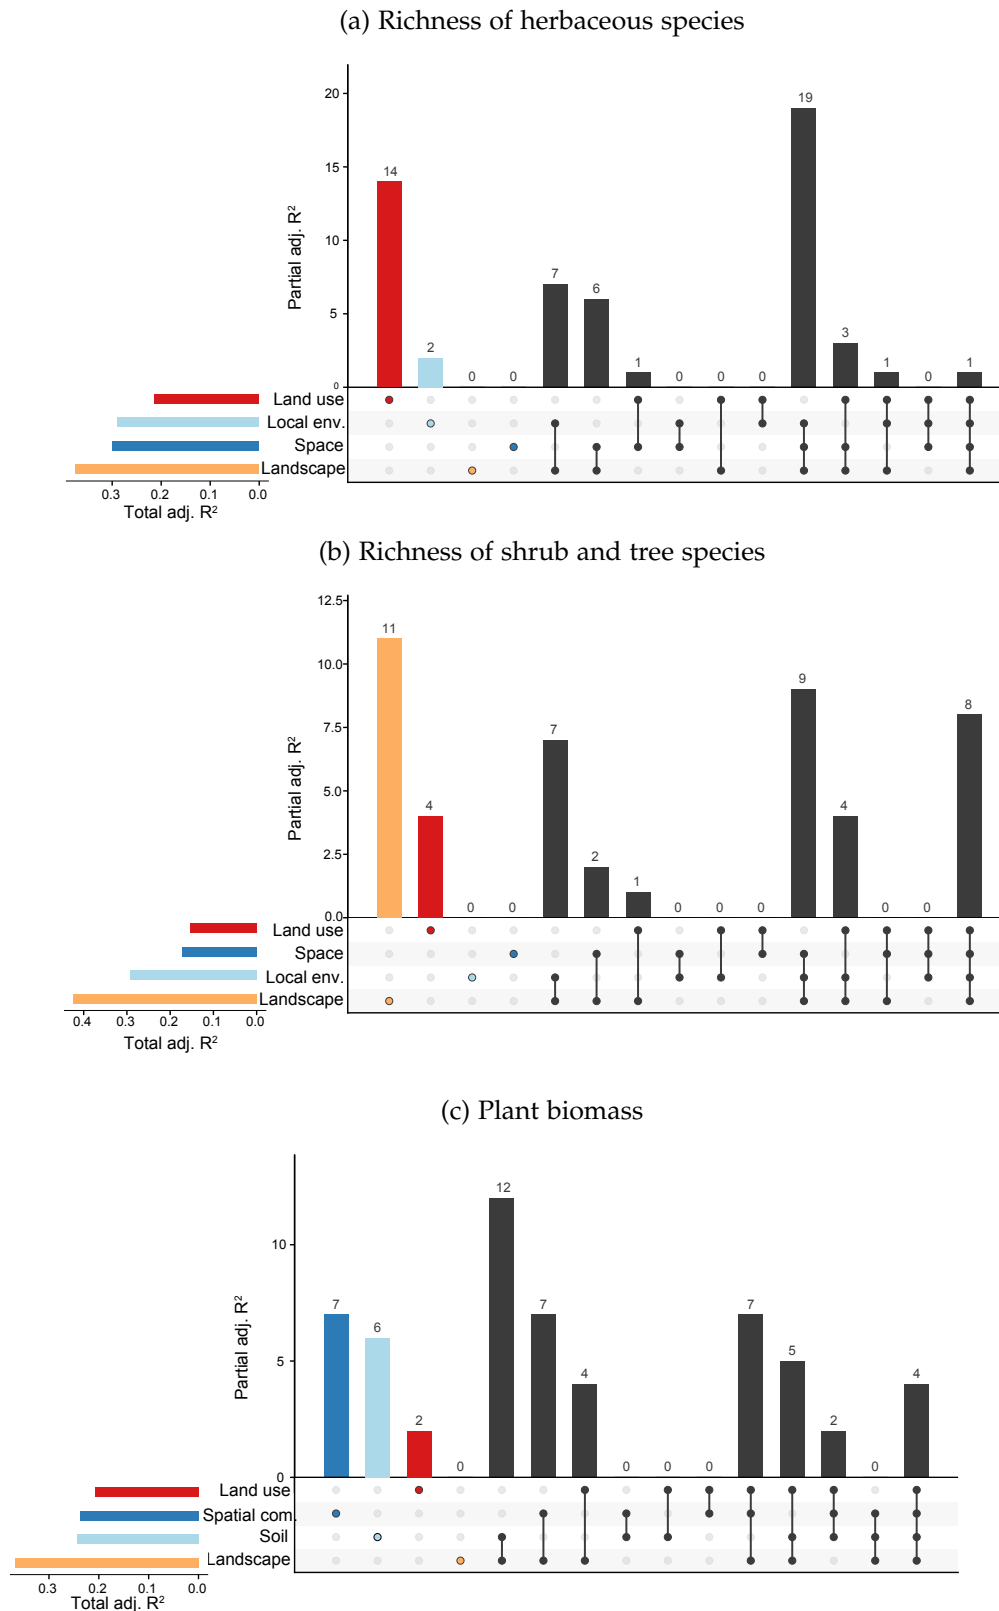 (a) Richness of herbaceous species
Partial adj. R²
20
15
10
5
0
14
2
0
0
7
6
1
0
0
0
19
3
1
0
1
Land use
Local env.
Space
Landscape
0.3 0.2 0.1 0.0
Total adj. R²
(b) Richness of shrub and tree species
Partial adj. R²
12.5
10.0
7.5
5.0
2.5
0.0
11
4
0
0
7
2
1
0
0
0
9
4
0
0
8
Land use
Space
Local env.
Landscape
0.4 0.3 0.2 0.1 0.0
Total adj. R²
(c) Plant biomass
Partial adj. R²
10
5
0
7
6
2
0
12
7
4
0
0
0
7
5
2
0
4
Land use
Spatial com.
Soil
Landscape
0.3 0.2 0.1 0.0
Total adj. R²